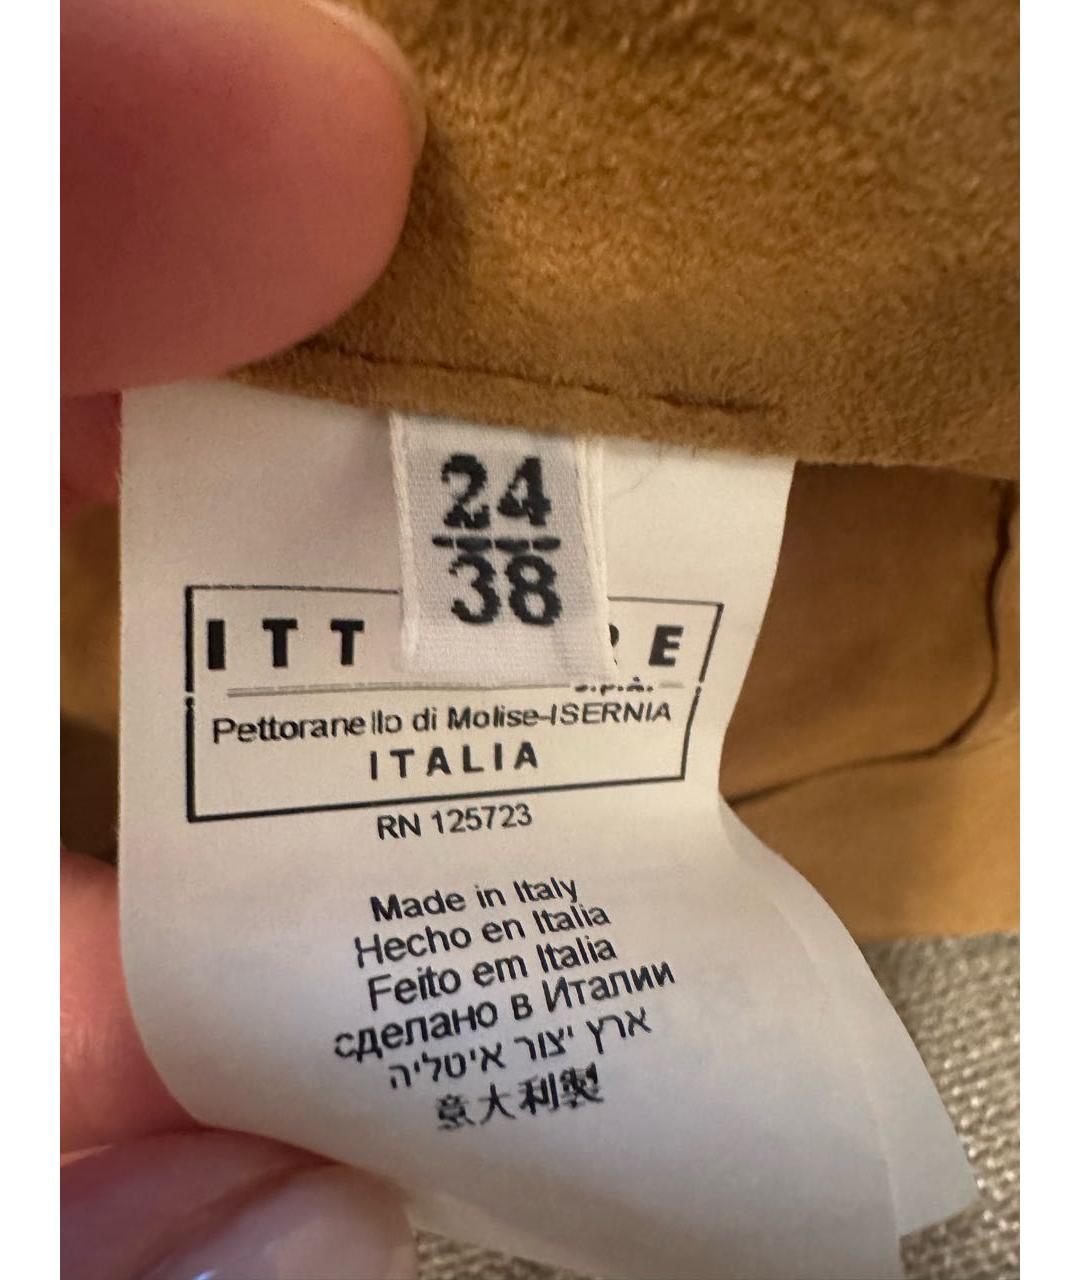 24
38
ITT RE
S.p.A.
Pettoranello di Molise-ISERNIA
ITALIA
RN 125723
Made in Italy
Hecho en Italia
Feito em Italia
сделано в Италии
ארץ יצור איטליה
意大利製